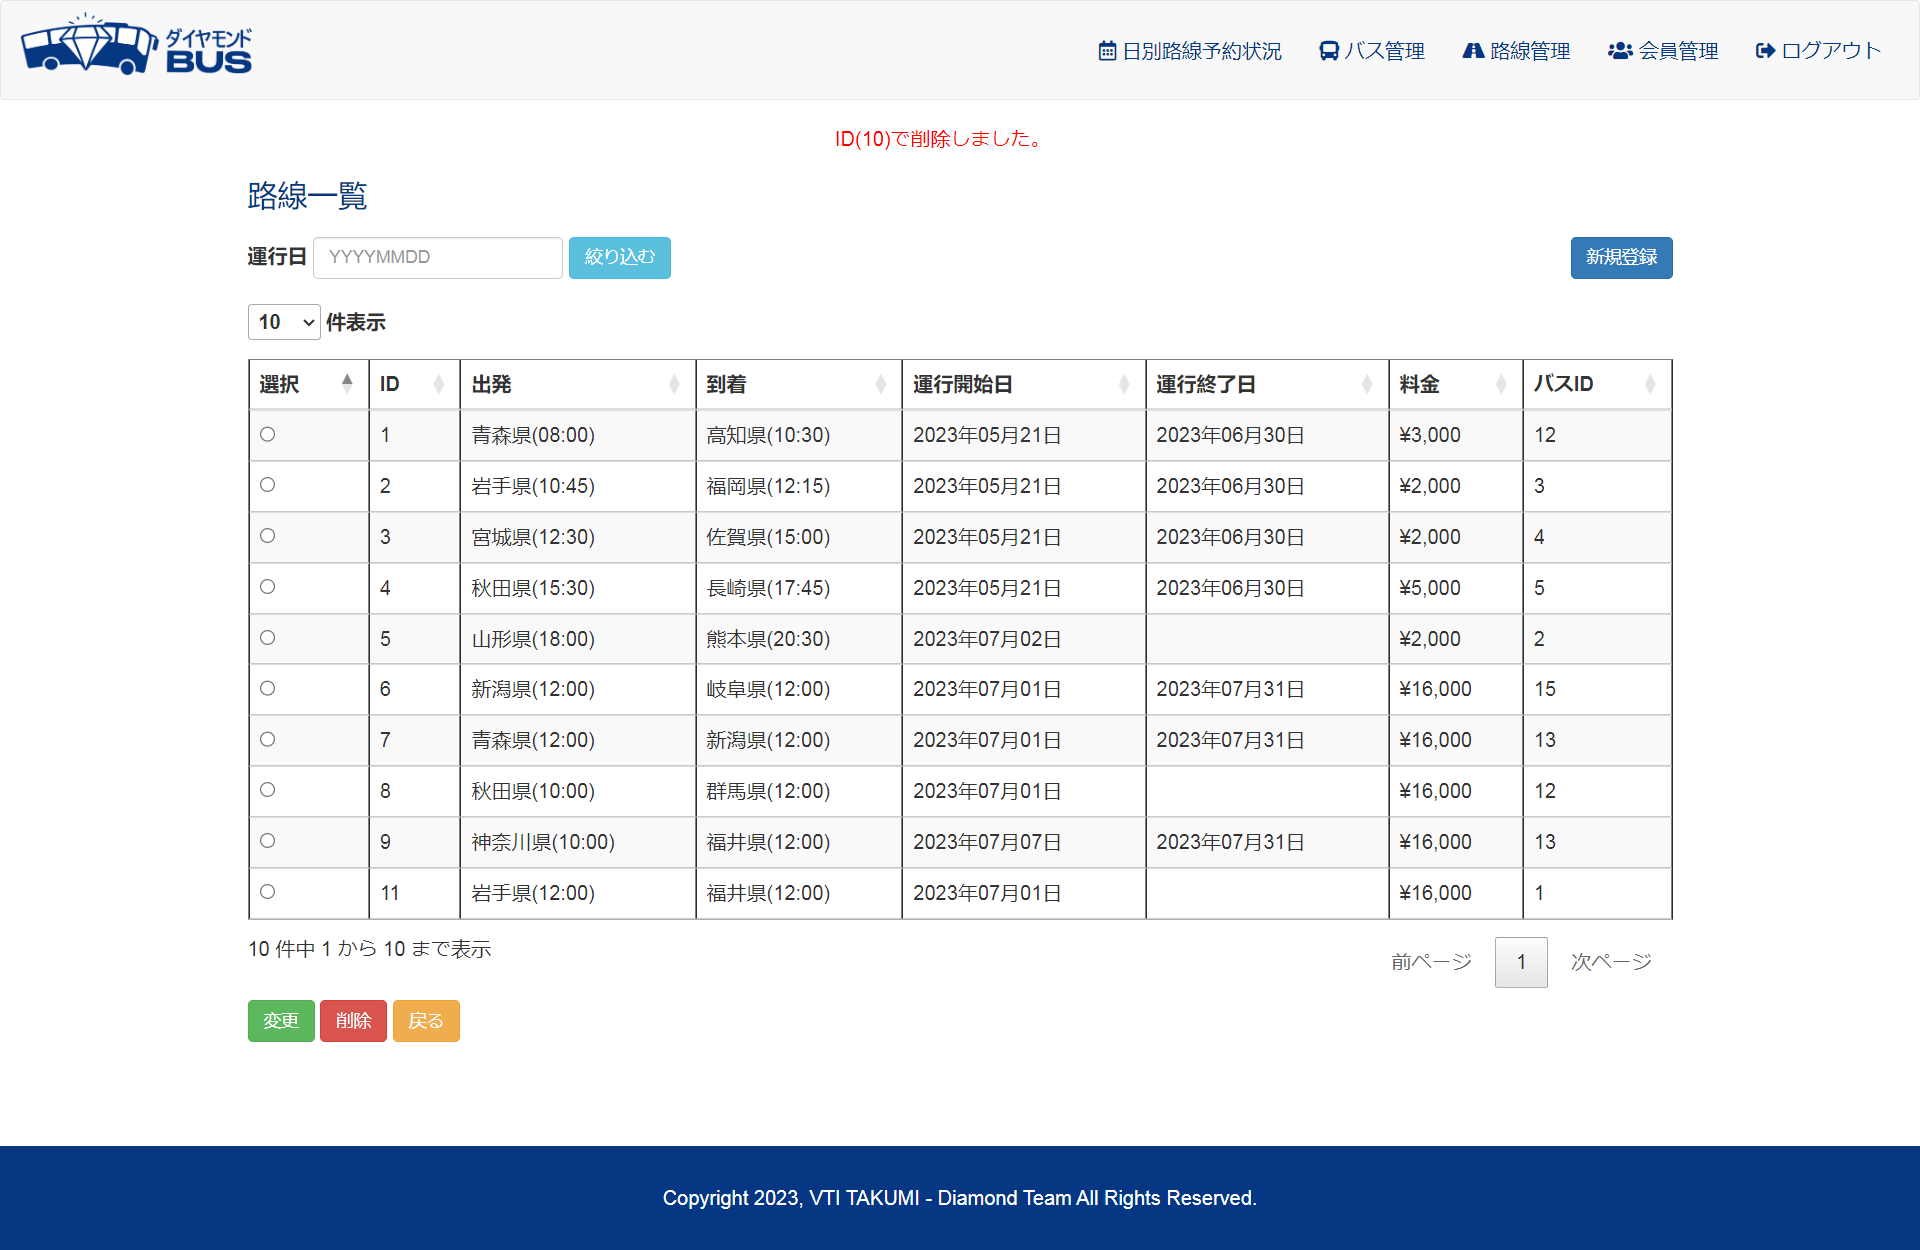 ダイヤモンド
BUS
日別路線予約状況 バス管理 路線管理 会員管理 ログアウト
ID(10)で削除しました。
路線一覧
運行日 YYYYMMDD 絞り込む 新規登録
10 件表示
選択 ID 出発 到着 運行開始日 運行終了日 料金 バスID
1 青森県(08:00) 高知県(10:30) 2023年05月21日 2023年06月30日 ¥3,000 12
2 岩手県(10:45) 福岡県(12:15) 2023年05月21日 2023年06月30日 ¥2,000 3
3 宮城県(12:30) 佐賀県(15:00) 2023年05月21日 2023年06月30日 ¥2,000 4
4 秋田県(15:30) 長崎県(17:45) 2023年05月21日 2023年06月30日 ¥5,000 5
5 山形県(18:00) 熊本県(20:30) 2023年07月02日 ¥2,000 2
6 新潟県(12:00) 岐阜県(12:00) 2023年07月01日 2023年07月31日 ¥16,000 15
7 青森県(12:00) 新潟県(12:00) 2023年07月01日 2023年07月31日 ¥16,000 13
8 秋田県(10:00) 群馬県(12:00) 2023年07月01日 ¥16,000 12
9 神奈川県(10:00) 福井県(12:00) 2023年07月07日 2023年07月31日 ¥16,000 13
11 岩手県(12:00) 福井県(12:00) 2023年07月01日 ¥16,000 1
10 件中 1 から 10 まで表示
前ページ 1 次ページ
変更 削除 戻る
Copyright 2023, VTI TAKUMI - Diamond Team All Rights Reserved.